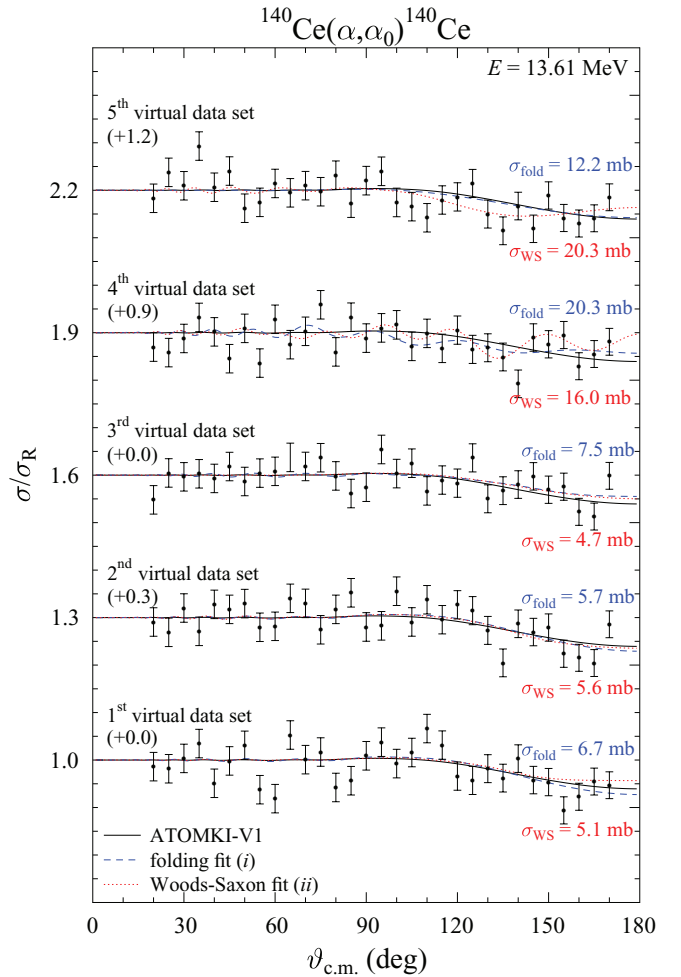 ¹⁴⁰Ce(α,α₀)¹⁴⁰Ce
E = 13.61 MeV
5ᵗʰ virtual data set
(+1.2)
σfold = 12.2 mb
2.2
σWS = 20.3 mb
4ᵗʰ virtual data set
(+0.9)
σfold = 20.3 mb
1.9
σWS = 16.0 mb
3ʳᵈ virtual data set
(+0.0)
σfold = 7.5 mb
1.6
σWS = 4.7 mb
σ/σR
2ⁿᵈ virtual data set
(+0.3)
σfold = 5.7 mb
1.3
σWS = 5.6 mb
1ˢᵗ virtual data set
(+0.0)
σfold = 6.7 mb
1.0
σWS = 5.1 mb
ATOMKI-V1
folding fit (i)
Woods-Saxon fit (ii)
0 30 60 90 120 150 180
ϑc.m. (deg)